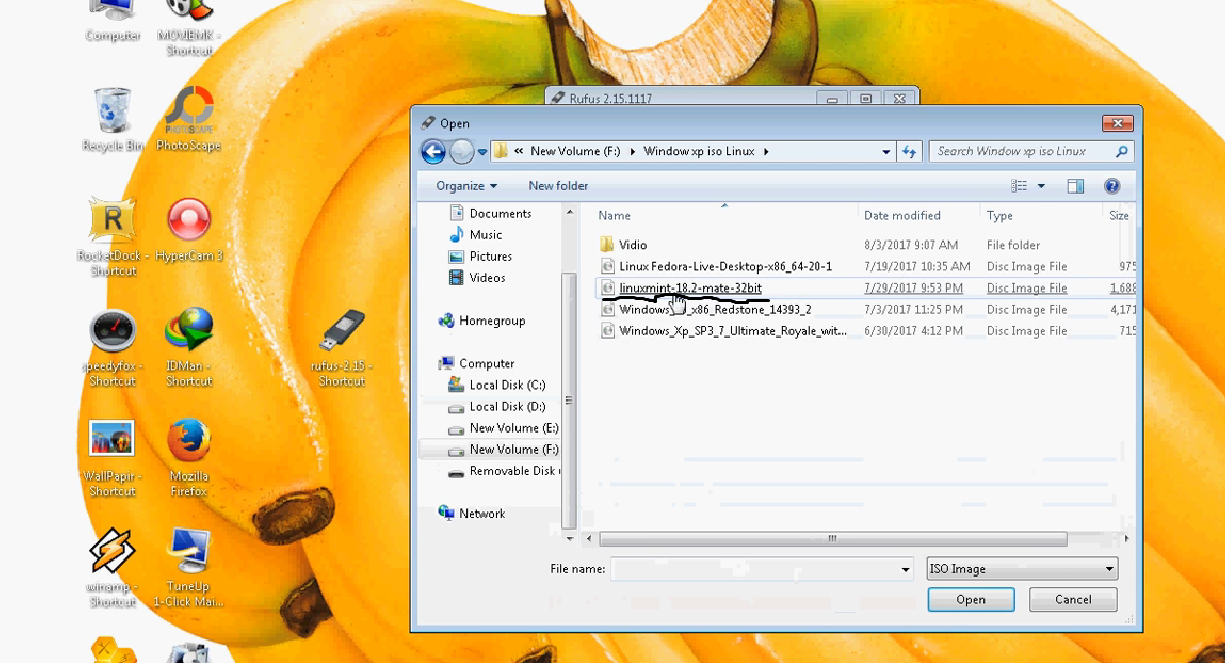 Computer
MOVIEMK -
Shortcut
Recycle Bin
PHOTOSCAPE
PhotoScape
R
RocketDock -
Shortcut
HyperCam 3
speedyfox -
Shortcut
IDMan -
Shortcut
rufus-2.15 -
Shortcut
WallPapir -
Shortcut
Mozilla
Firefox
winamp -
Shortcut
TuneUp
1-Click Mai...
Rufus 2.15.1117
Open
« New Volume (F:) Window xp iso Linux
Search Window xp iso Linux
Organize New folder
Documents
Music
Pictures
Videos
Homegroup
Computer
Local Disk (C:)
Local Disk (D:)
New Volume (E:)
New Volume (F:)
Removable Disk
Network
Name Date modified Type Size
Vidio 8/3/2017 9:07 AM File folder
Linux Fedora-Live-Desktop-x86_64-20-1 7/19/2017 10:35 AM Disc Image File 975
linuxmint-18.2-mate-32bit 7/29/2017 9:53 PM Disc Image File 1,688
_x86_Redstone_14393_2 7/3/2017 11:25 PM Disc Image File 4,171
Windows_Xp_SP3_7_Ultimate_Royale_wit... 6/30/2017 4:12 PM Disc Image File 715
File name:
ISO Image
Open Cancel